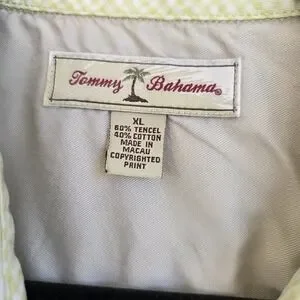 Tommy Bahama®
XL
60% TENCEL
40% COTTON
MADE IN
MACAU
COPYRIGHTED
PRINT